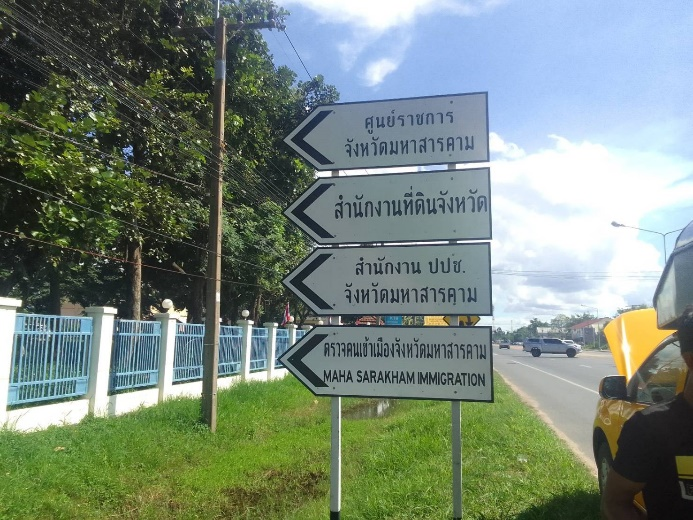 ศูนย์ราชการ
จังหวัดมหาสารคาม
สำนักงานที่ดินจังหวัด
สำนักงาน ปปช.
จังหวัดมหาสารคาม
ตรวจคนเข้าเมืองจังหวัดมหาสารคาม
MAHA SARAKHAM IMMIGRATION